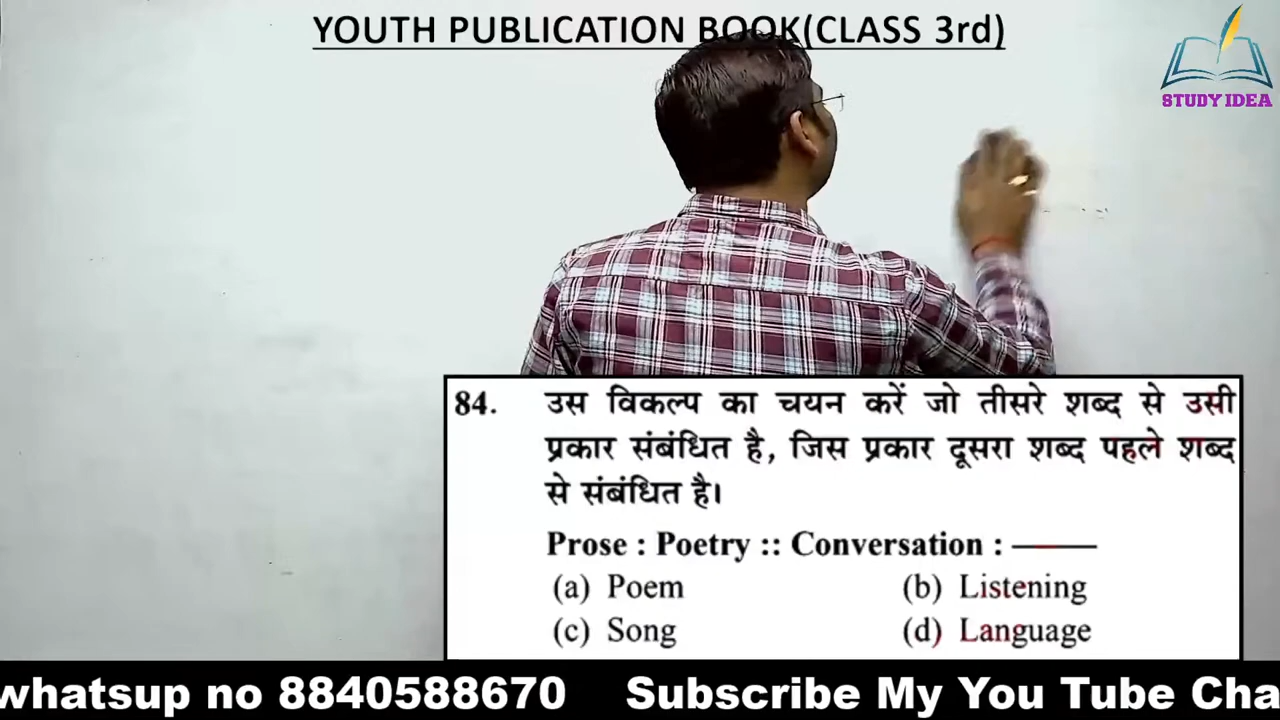 YOUTH PUBLICATION BOOK(CLASS 3rd)
STUDY IDEA
84. उस विकल्प का चयन करें जो तीसरे शब्द से उसी
प्रकार संबंधित है, जिस प्रकार दूसरा शब्द पहले शब्द
से संबंधित है।
Prose : Poetry :: Conversation : ———
(a) Poem (b) Listening
(c) Song (d) Language
whatsup no 8840588670 Subscribe My You Tube Cha